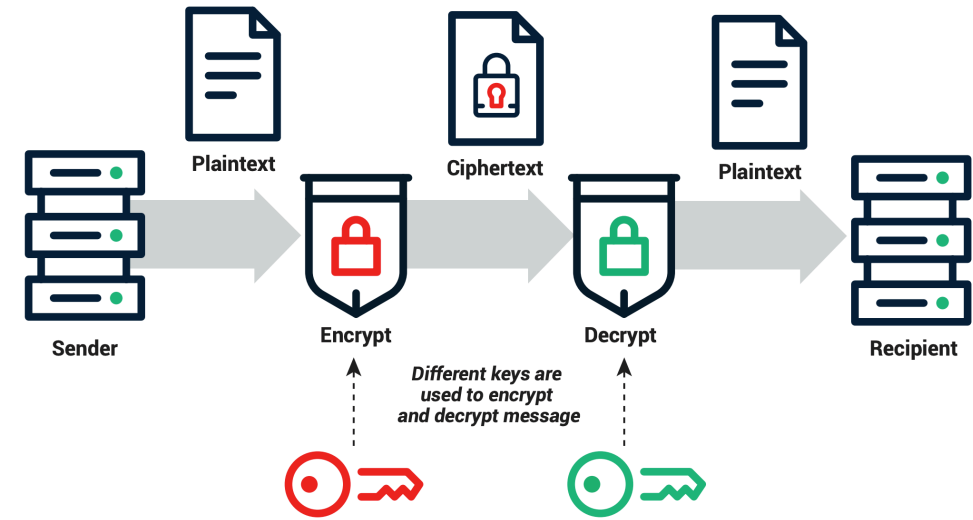 Plaintext
Ciphertext
Plaintext
Sender
Encrypt
Decrypt
Recipient
Different keys are
used to encrypt
and decrypt message